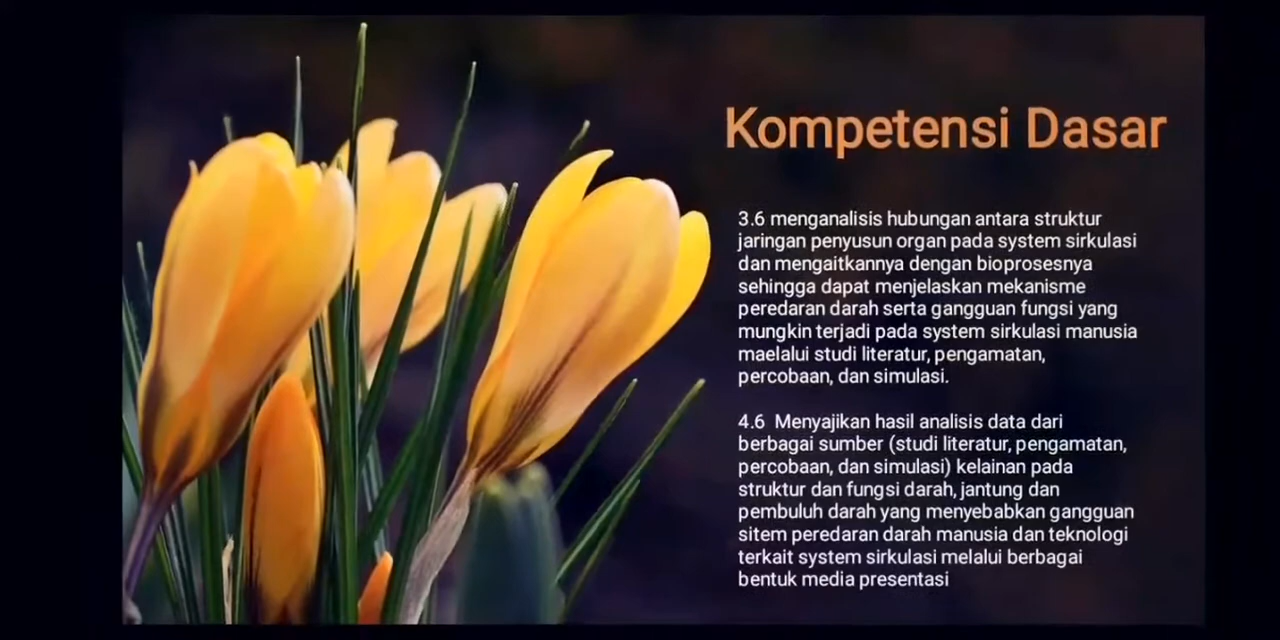 Kompetensi Dasar
3.6 menganalisis hubungan antara struktur
jaringan penyusun organ pada system sirkulasi
dan mengaitkannya dengan bioprosesnya
sehingga dapat menjelaskan mekanisme
peredaran darah serta gangguan fungsi yang
mungkin terjadi pada system sirkulasi manusia
maelalui studi literatur, pengamatan,
percobaan, dan simulasi.
4.6 Menyajikan hasil analisis data dari
berbagai sumber (studi literatur, pengamatan,
percobaan, dan simulasi) kelainan pada
struktur dan fungsi darah, jantung dan
pembuluh darah yang menyebabkan gangguan
sitem peredaran darah manusia dan teknologi
terkait system sirkulasi melalui berbagai
bentuk media presentasi